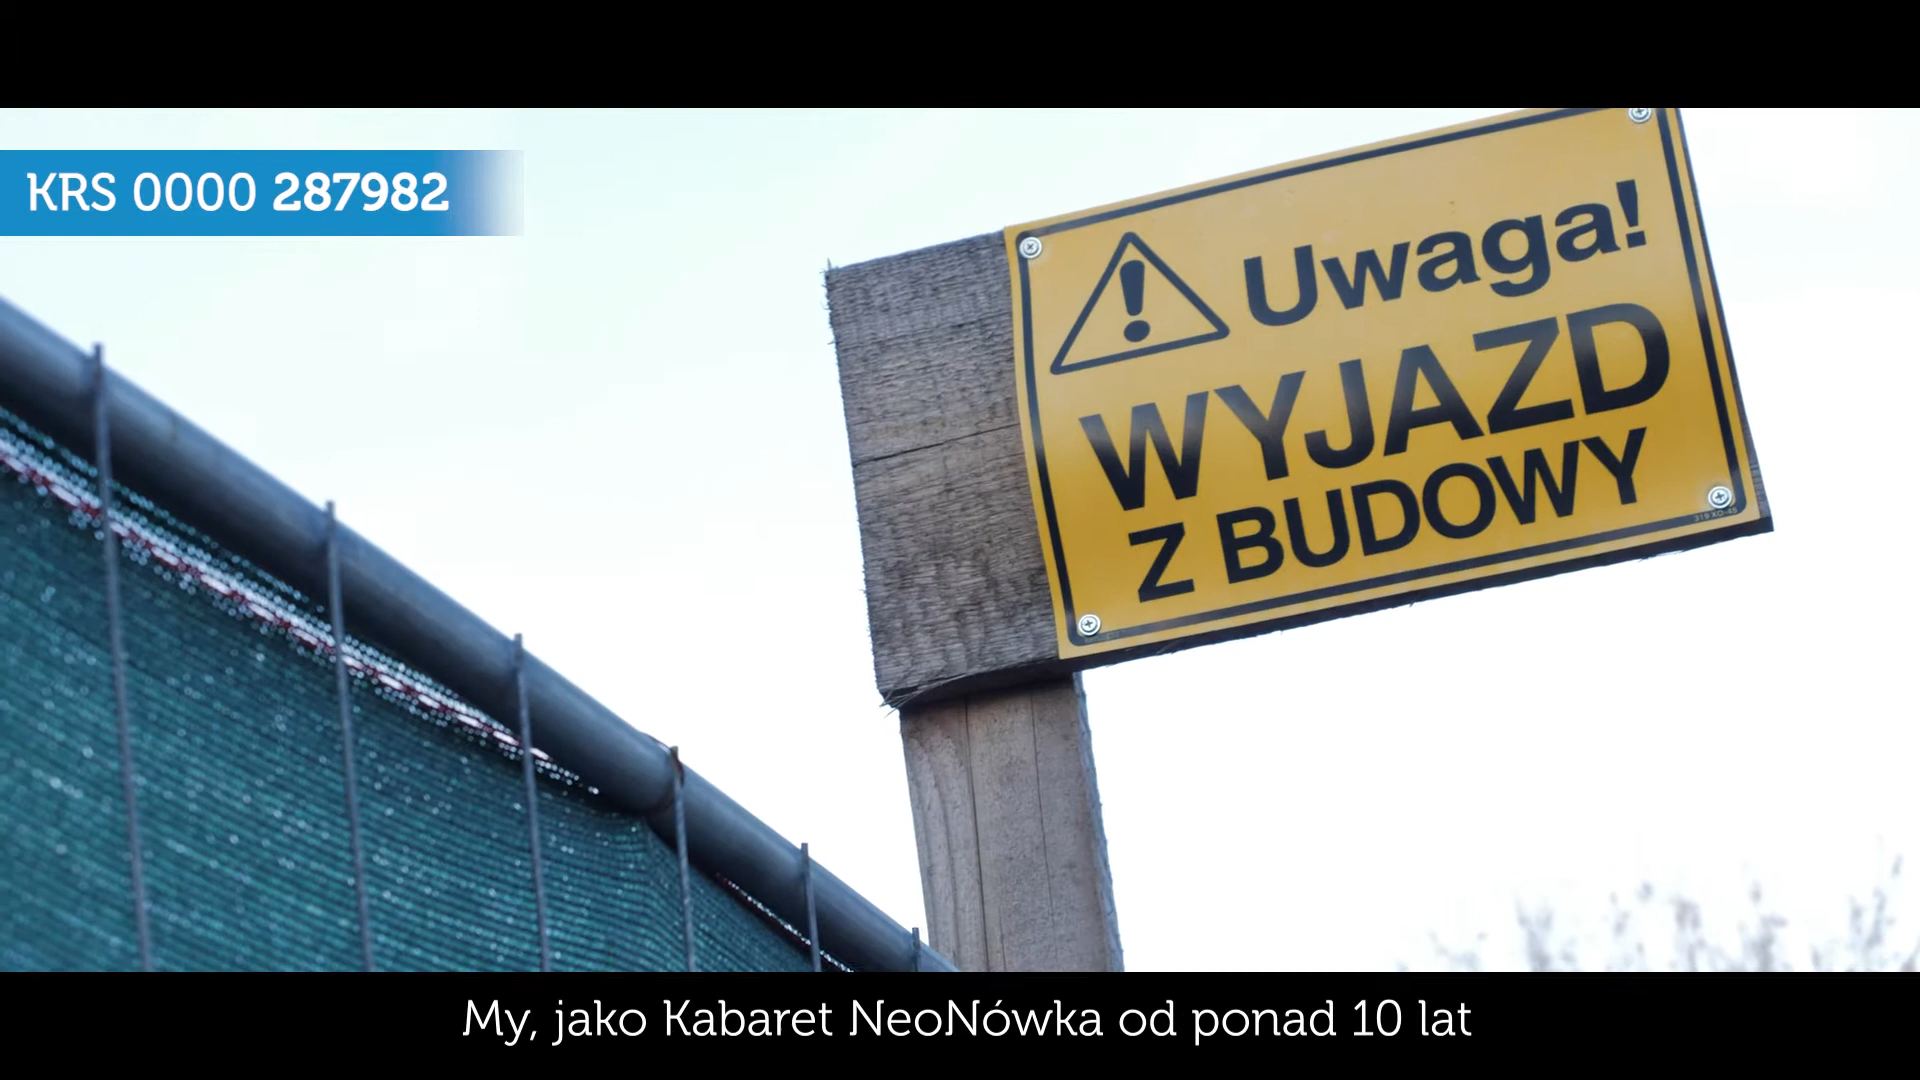 KRS 0000 287982
Uwaga!
WYJAZD
Z BUDOWY
My, jako Kabaret NeoNówka od ponad 10 lat